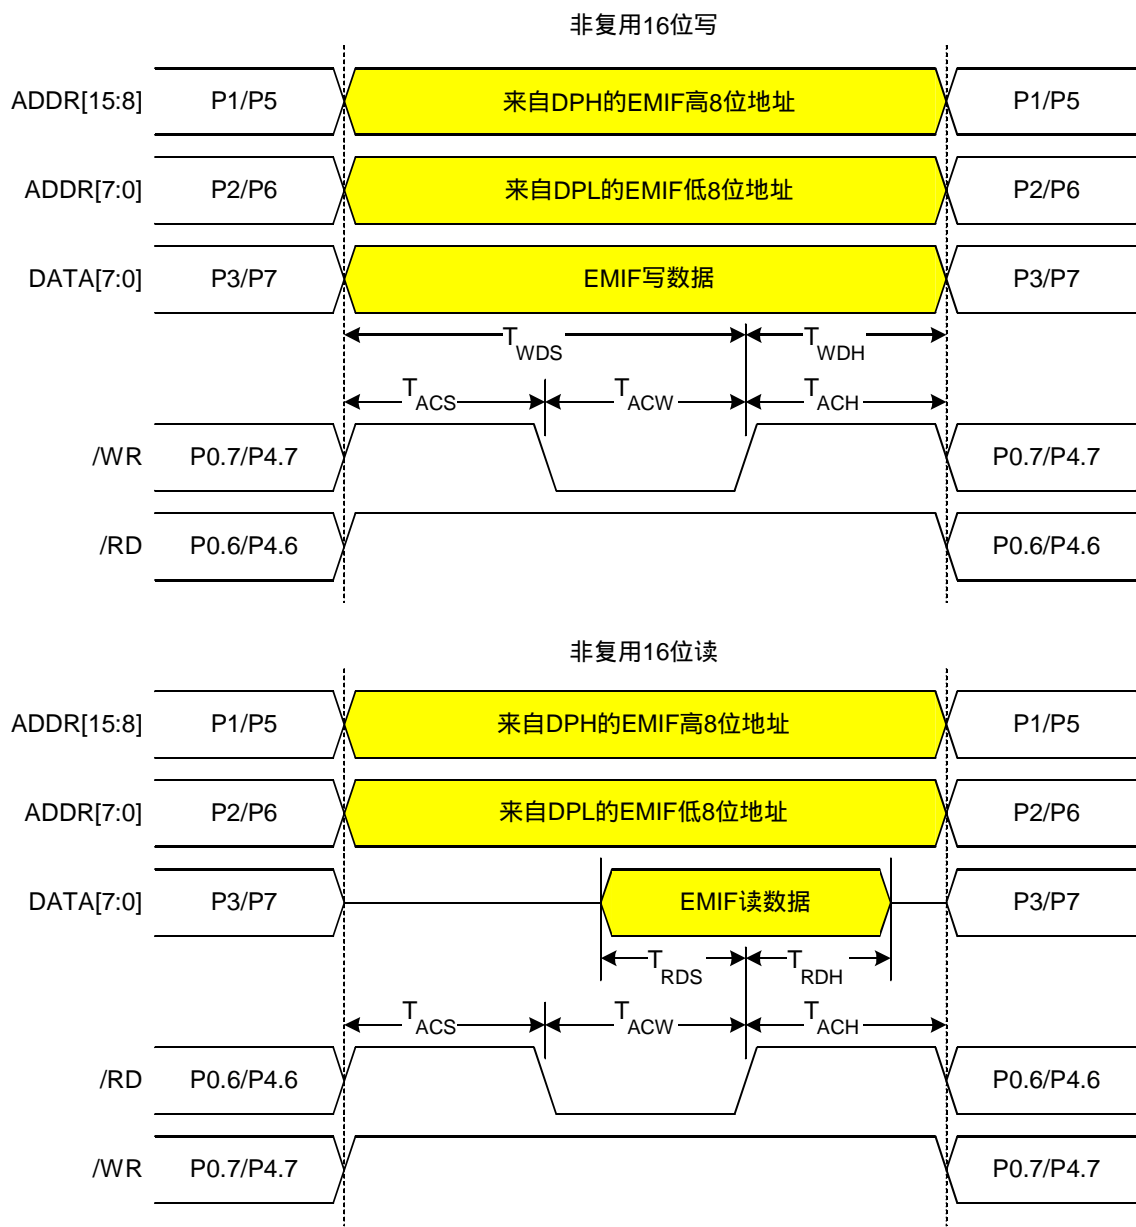 非复用16位写
ADDR[15:8] P1/P5 来自DPH的EMIF高8位地址 P1/P5
ADDR[7:0] P2/P6 来自DPL的EMIF低8位地址 P2/P6
DATA[7:0] P3/P7 EMIF写数据 P3/P7
TWDS TWDH
TACS TACW TACH
/WR P0.7/P4.7 P0.7/P4.7
/RD P0.6/P4.6 P0.6/P4.6
非复用16位读
ADDR[15:8] P1/P5 来自DPH的EMIF高8位地址 P1/P5
ADDR[7:0] P2/P6 来自DPL的EMIF低8位地址 P2/P6
DATA[7:0] P3/P7 EMIF读数据 P3/P7
TRDS TRDH
TACS TACW TACH
/RD P0.6/P4.6 P0.6/P4.6
/WR P0.7/P4.7 P0.7/P4.7